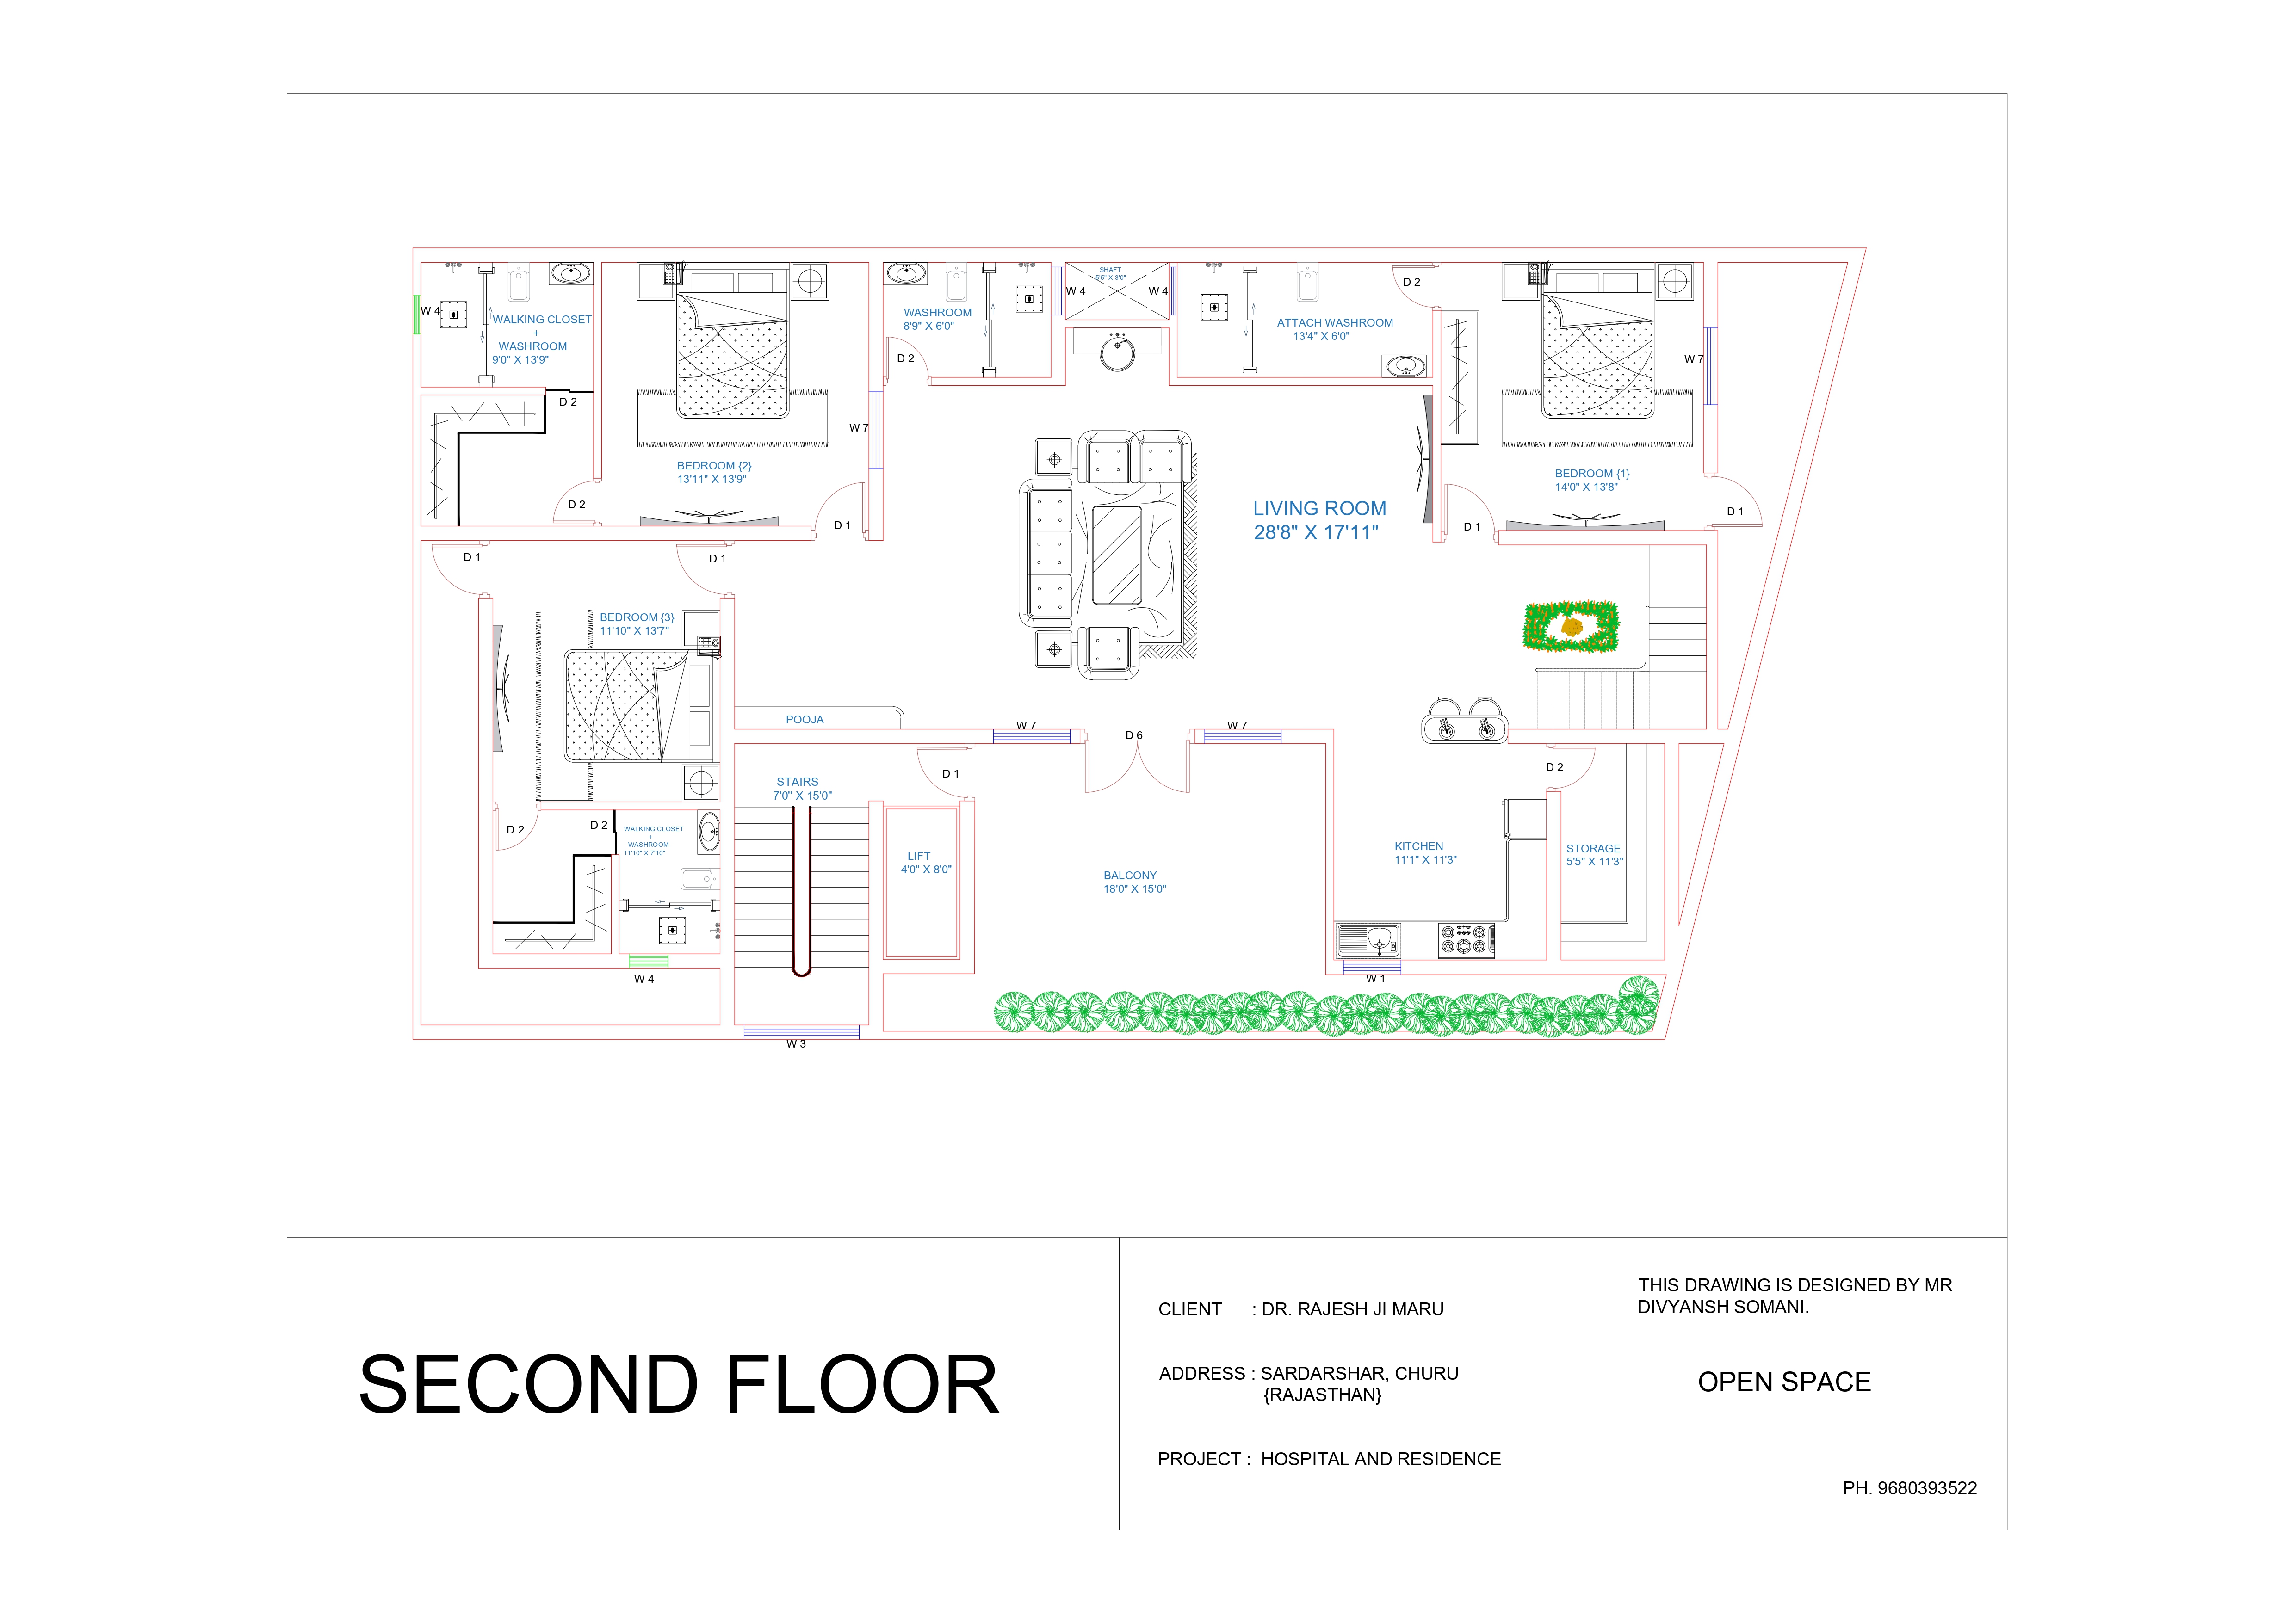 SHAFT
5'5" X 3'0"
D 2
W 4
W 4
W 4
WALKING CLOSET
+
WASHROOM
9'0" X 13'9"
WASHROOM
8'9" X 6'0"
ATTACH WASHROOM
13'4" X 6'0"
D 2
W 7
D 2
W 7
BEDROOM {2}
13'11" X 13'9"
BEDROOM {1}
14'0" X 13'8"
D 2
LIVING ROOM
28'8" X 17'11"
D 1
D 1
D 1
D 1
D 1
BEDROOM {3}
11'10" X 13'7"
POOJA
W 7
W 7
D 6
D 1
D 2
STAIRS
7'0" X 15'0"
D 2
D 2
WALKING CLOSET
+
WASHROOM
11'10" X 7'10"
LIFT
4'0" X 8'0"
BALCONY
18'0" X 15'0"
KITCHEN
11'1" X 11'3"
STORAGE
5'5" X 11'3"
W 4
W 1
W 3
SECOND FLOOR
CLIENT : DR. RAJESH JI MARU
ADDRESS : SARDARSHAR, CHURU
{RAJASTHAN}
PROJECT : HOSPITAL AND RESIDENCE
THIS DRAWING IS DESIGNED BY MR
DIVYANSH SOMANI.
OPEN SPACE
PH. 9680393522